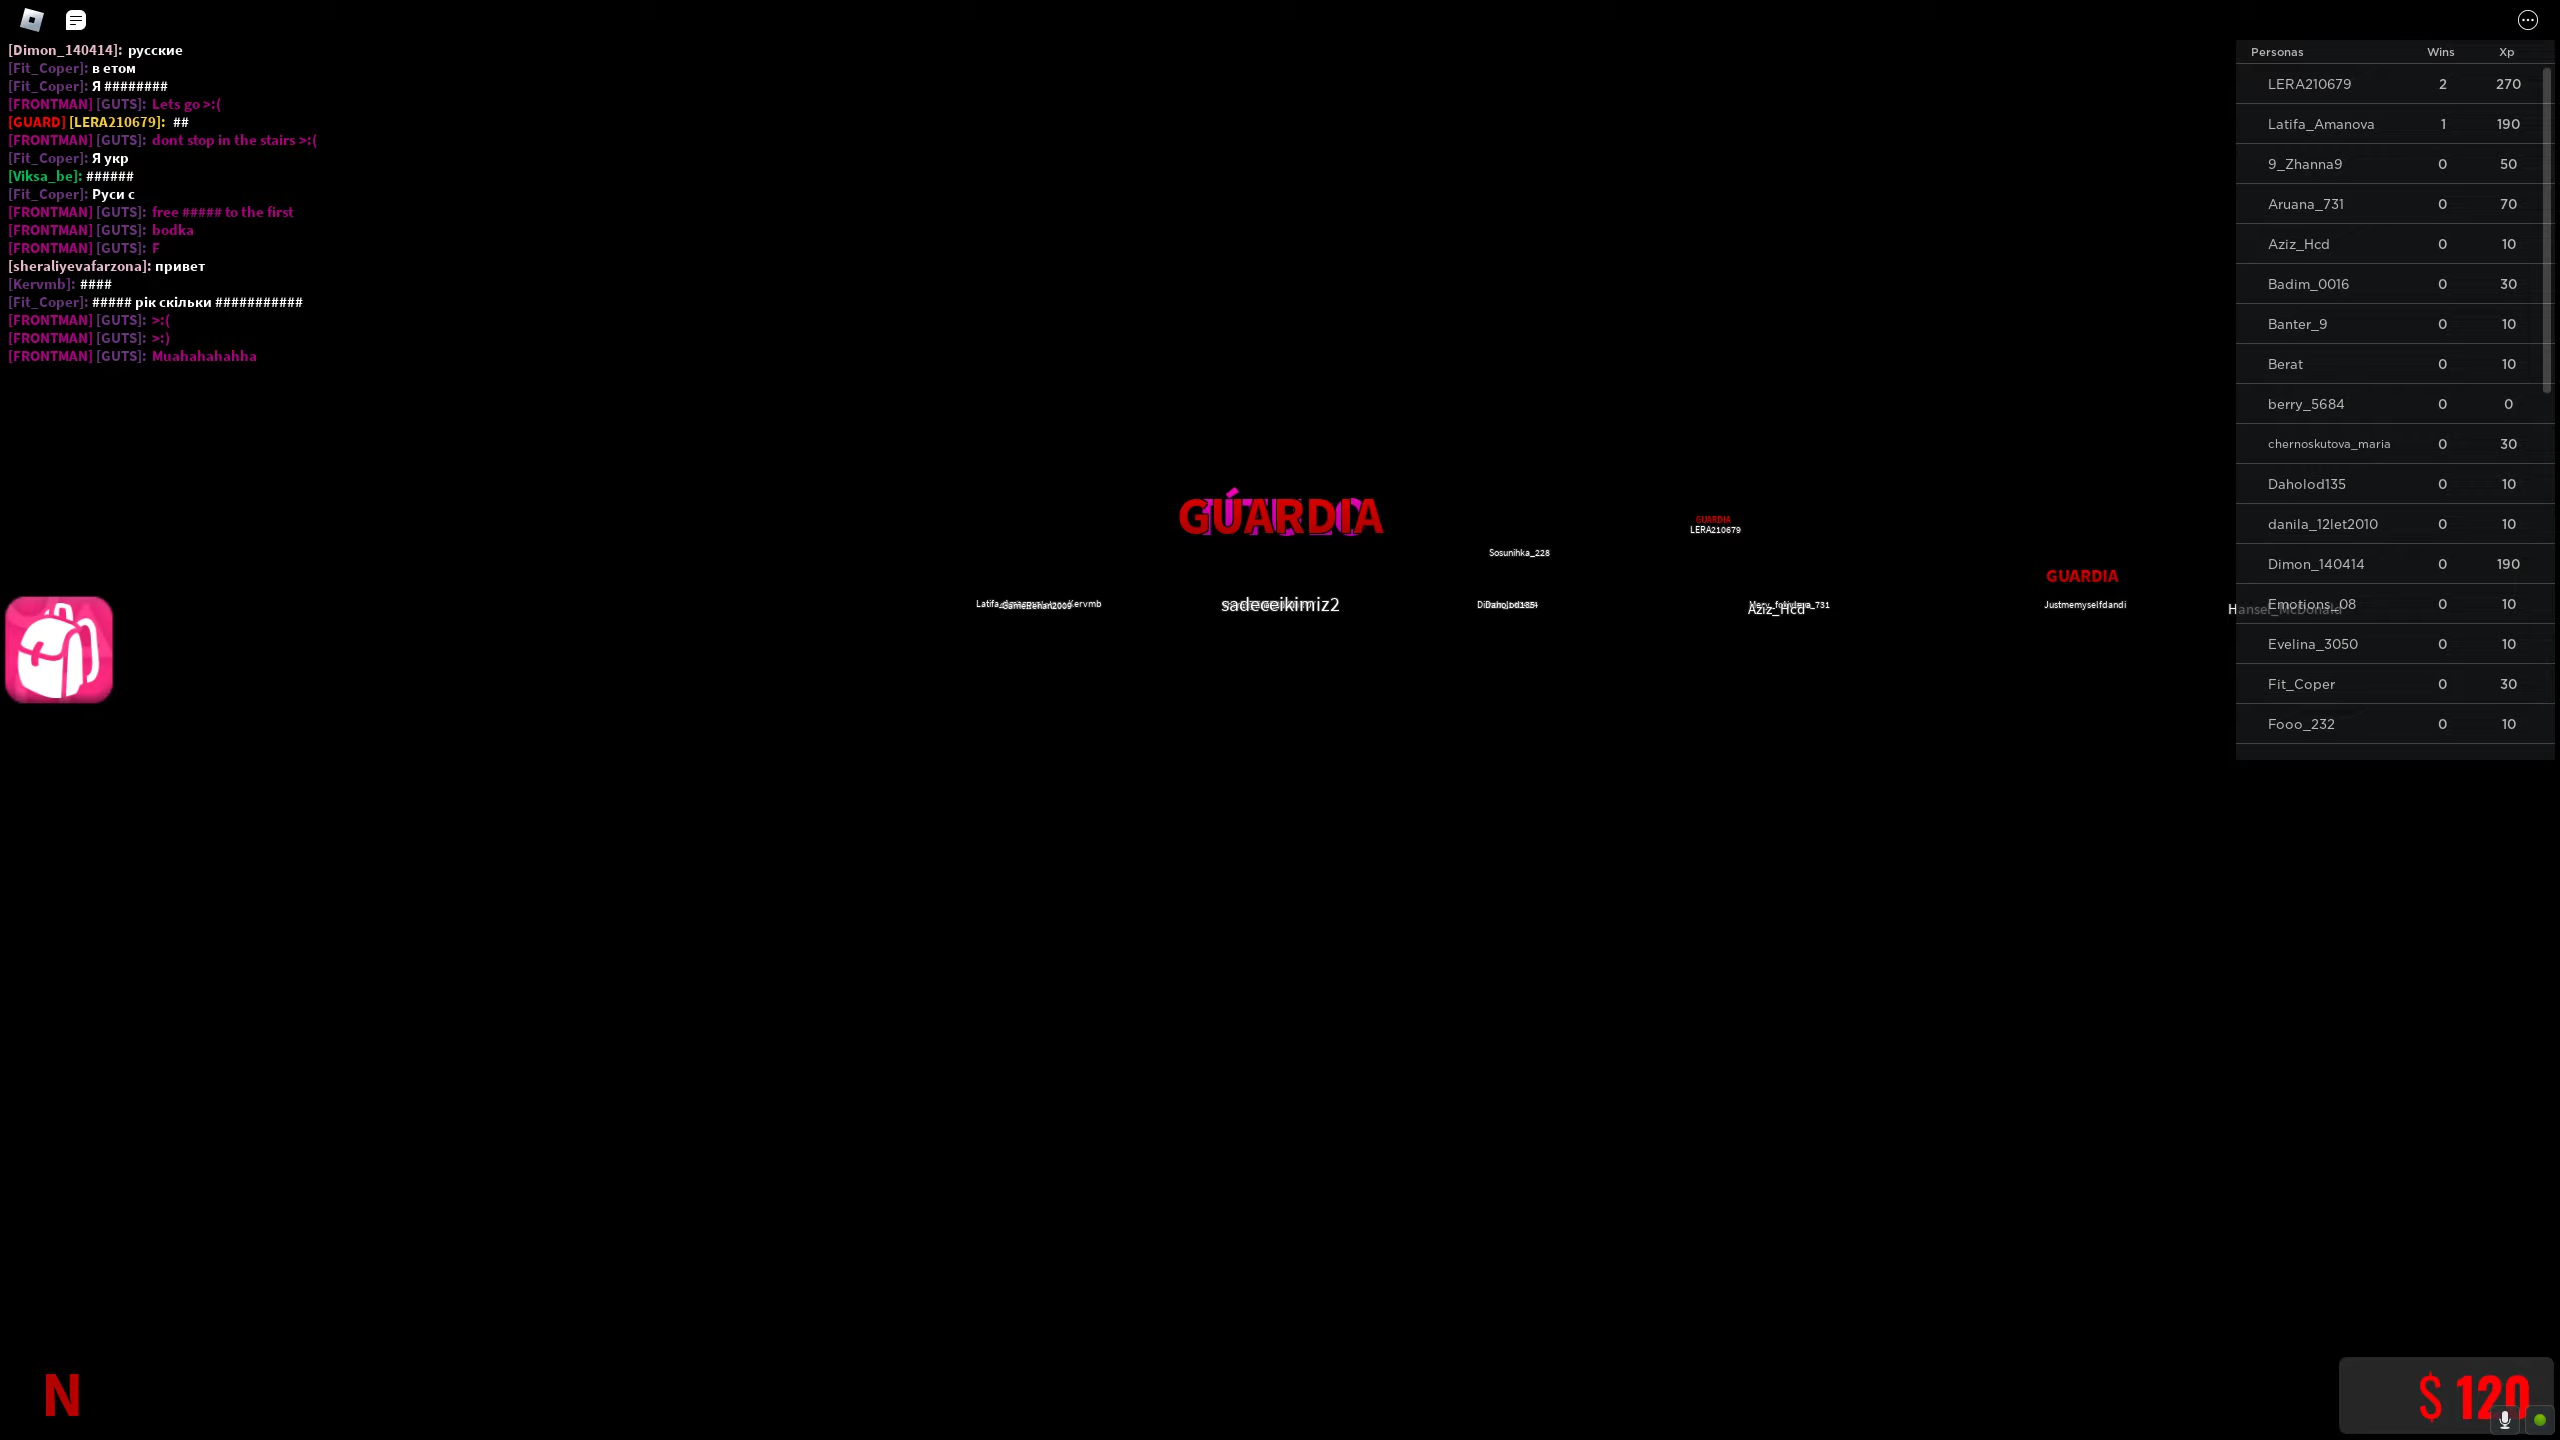 [Dimon_140414]: русские
[Fit_Coper]: в етом
[Fit_Coper]: Я ########
[FRONTMAN] [GUTS]: Lets go >:(
[GUARD] [LERA210679]: ##
[FRONTMAN] [GUTS]: dont stop in the stairs >:(
[Fit_Coper]: Я укр
[Viksa_be]: ######
[Fit_Coper]: Руси с
[FRONTMAN] [GUTS]: free ##### to the first
[FRONTMAN] [GUTS]: bodka
[FRONTMAN] [GUTS]: F
[sheraliyevafarzona]: привет
[Kervmb]: ####
[Fit_Coper]: ##### рік скільки ###########
[FRONTMAN] [GUTS]: >:(
[FRONTMAN] [GUTS]: >:)
[FRONTMAN] [GUTS]: Muahahahahha
Personas Wins Xp
LERA210679 2 270
Latifa_Amanova 1 190
9_Zhanna9 0 50
Aruana_731 0 70
Aziz_Hcd 0 10
Badim_0016 0 30
Banter_9 0 10
Berat 0 10
berry_5684 0 0
chernoskutova_maria 0 30
Daholod135 0 10
danila_12let2010 0 10
Dimon_140414 0 190
Emotions_08 0 10
Evelina_3050 0 10
Fit_Coper 0 30
Fooo_232 0 10
GUARDIA
GUARDIA
LERA210679
Sosunihka_228
GUARDIA
Kervmb
sadeceikimiz2
Aziz_Hcd
Justmemyselfdandi
Hansel_McDonald
N
$ 120